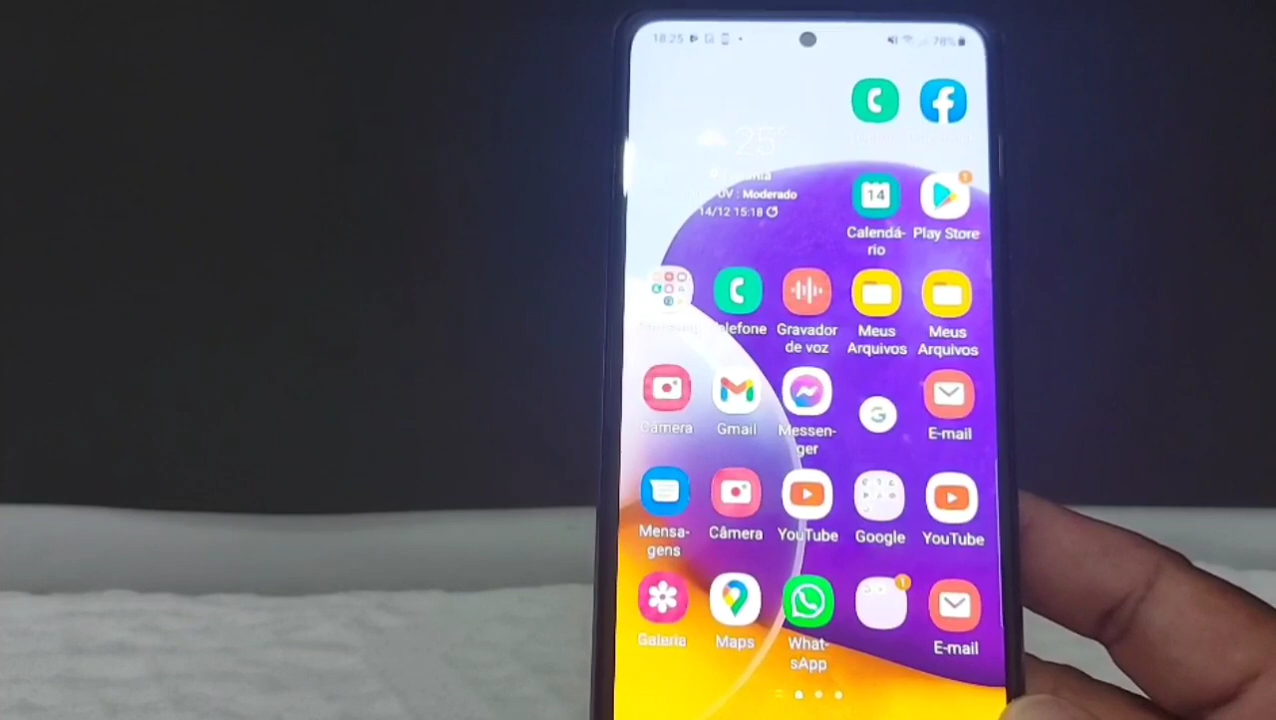 18:25
78%
25°
UV : Moderado
14/12 15:18
14
Calendá-
rio
Play Store
1
Gravador
de voz
Meus
Arquivos
Meus
Arquivos
Câmera
Gmail
Messen-
ger
G
E-mail
Mensa-
gens
Câmera
YouTube
Google
YouTube
1
Galeria
Maps
What-
sApp
E-mail